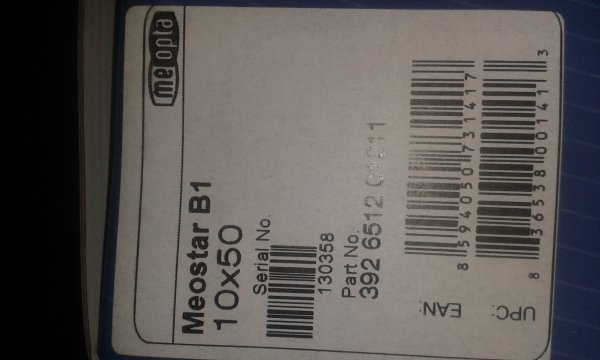 meopta
Meostar B1
10x50
Serial No.
130358
Part No.
392 6512 01211
EAN:
8 594050 731417
UPC:
8 36538 00141 3